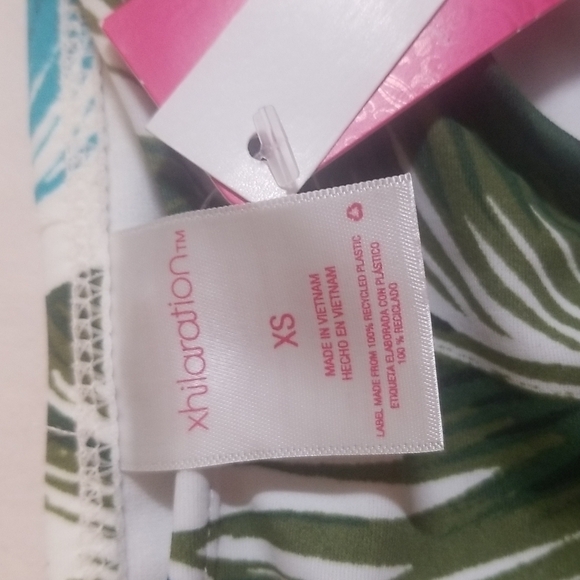 xhilaration™
XS
MADE IN VIETNAM
HECHO EN VIETNAM
LABEL MADE FROM 100% RECYCLED PLASTIC
ETIQUETA ELABORADA CON PLÁSTICO
100 % RECICLADO